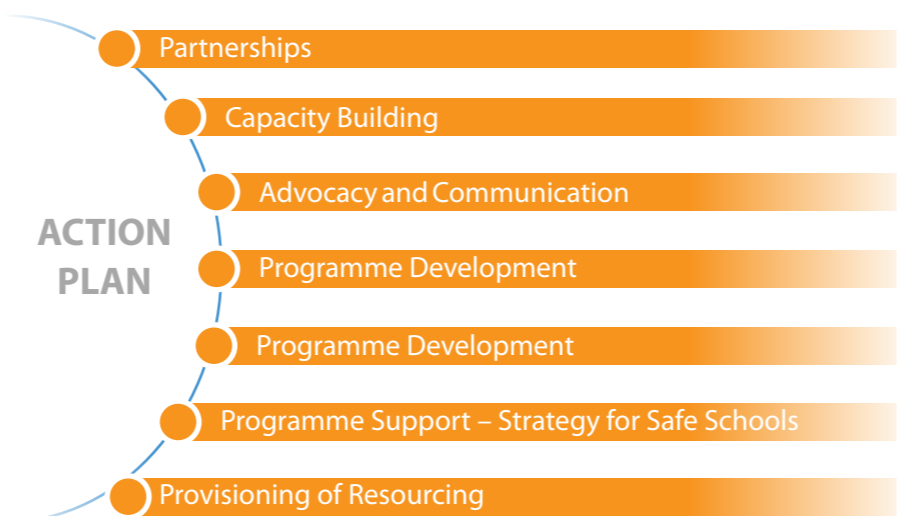 ACTION
PLAN
Partnerships
Capacity Building
Advocacy and Communication
Programme Development
Programme Development
Programme Support – Strategy for Safe Schools
Provisioning of Resourcing